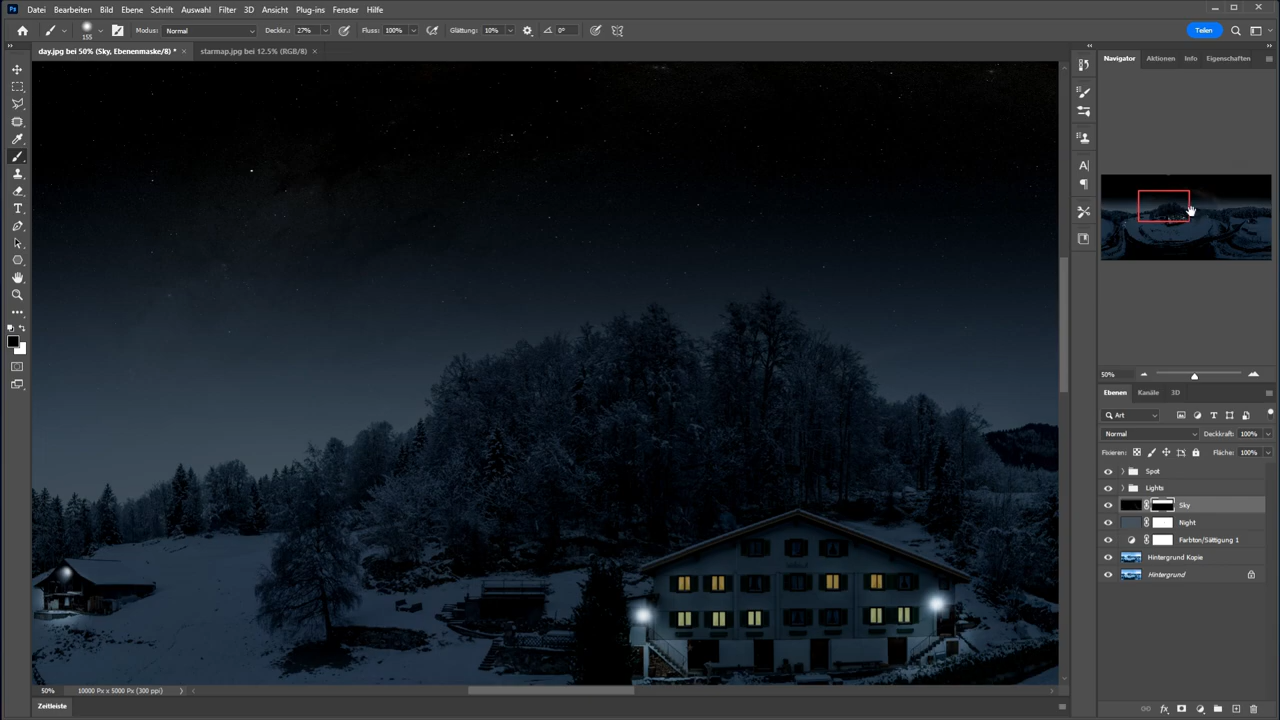 Ps Datei Bearbeiten Bild Ebene Schrift Auswahl Filter 3D Ansicht Plug-ins Fenster Hilfe
155 Modus: Normal Deckkr.: 27% Fluss: 100% Glättung: 10% 0° Teilen
day.jpg bei 50% (Sky, Ebenenmaske/8) * × starmap.jpg bei 12.5% (RGB/8) ×
Navigator Aktionen Info Eigenschaften
50%
Ebenen Kanäle 3D
Art
Normal Deckkraft: 100%
Fixieren: Fläche: 100%
Spot
Lights
Sky
Night
Farbton/Sättigung 1
Hintergrund Kopie
Hintergrund
50% 10000 Px x 5000 Px (300 ppi)
Zeitleiste